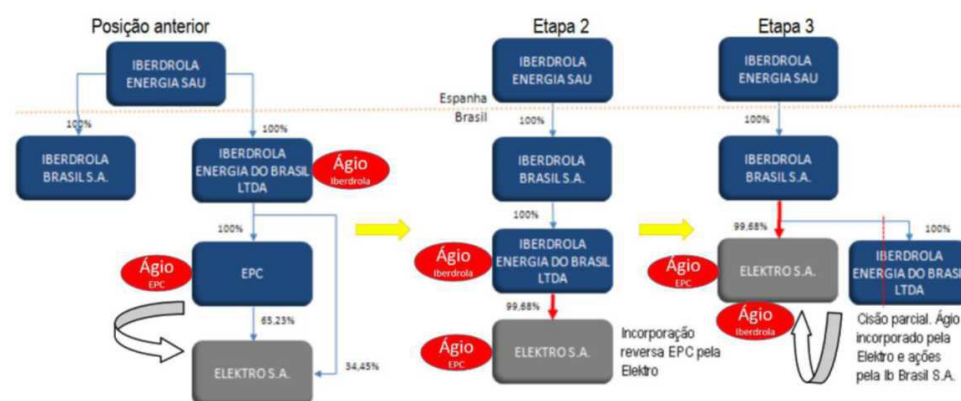 Posição anterior
IBERDROLA
ENERGIA SAU
100%
100%
IBERDROLA
BRASIL S.A.
IBERDROLA
ENERGIA DO BRASIL
LTDA
Ágio
Iberdrola
100%
Ágio
EPC
EPC
65,23%
34,45%
ELEKTRO S.A.
Espanha
Brasil
Etapa 2
IBERDROLA
ENERGIA SAU
100%
IBERDROLA
BRASIL S.A.
100%
Ágio
Iberdrola
IBERDROLA
ENERGIA DO BRASIL
LTDA
99,68%
Ágio
EPC
ELEKTRO S.A.
Incorporação
reversa EPC pela
Elektro
Etapa 3
IBERDROLA
ENERGIA SAU
100%
IBERDROLA
BRASIL S.A.
99,68%
100%
Ágio
EPC
ELEKTRO S.A.
Ágio
Iberdrola
IBERDROLA
ENERGIA DO BRASIL
LTDA
Cisão parcial. Ágio
incorporado pela
Elektro e ações
pela Ib Brasil S.A.